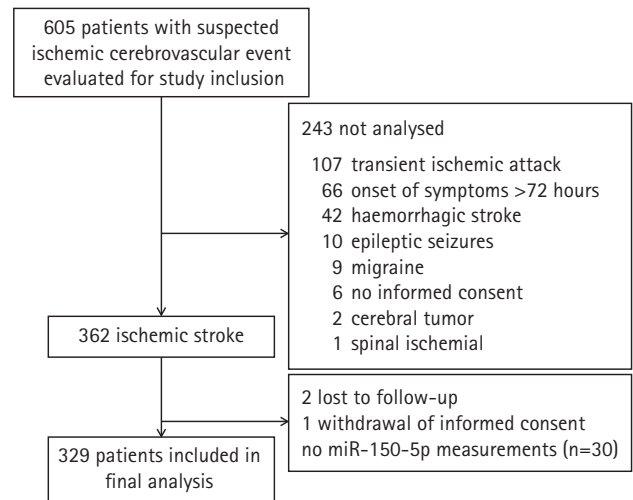 605 patients with suspected
ischemic cerebrovascular event
evaluated for study inclusion
243 not analysed
107 transient ischemic attack
66 onset of symptoms >72 hours
42 haemorrhagic stroke
10 epileptic seizures
9 migraine
6 no informed consent
2 cerebral tumor
1 spinal ischemial
362 ischemic stroke
2 lost to follow-up
1 withdrawal of informed consent
no miR-150-5p measurements (n=30)
329 patients included in
final analysis